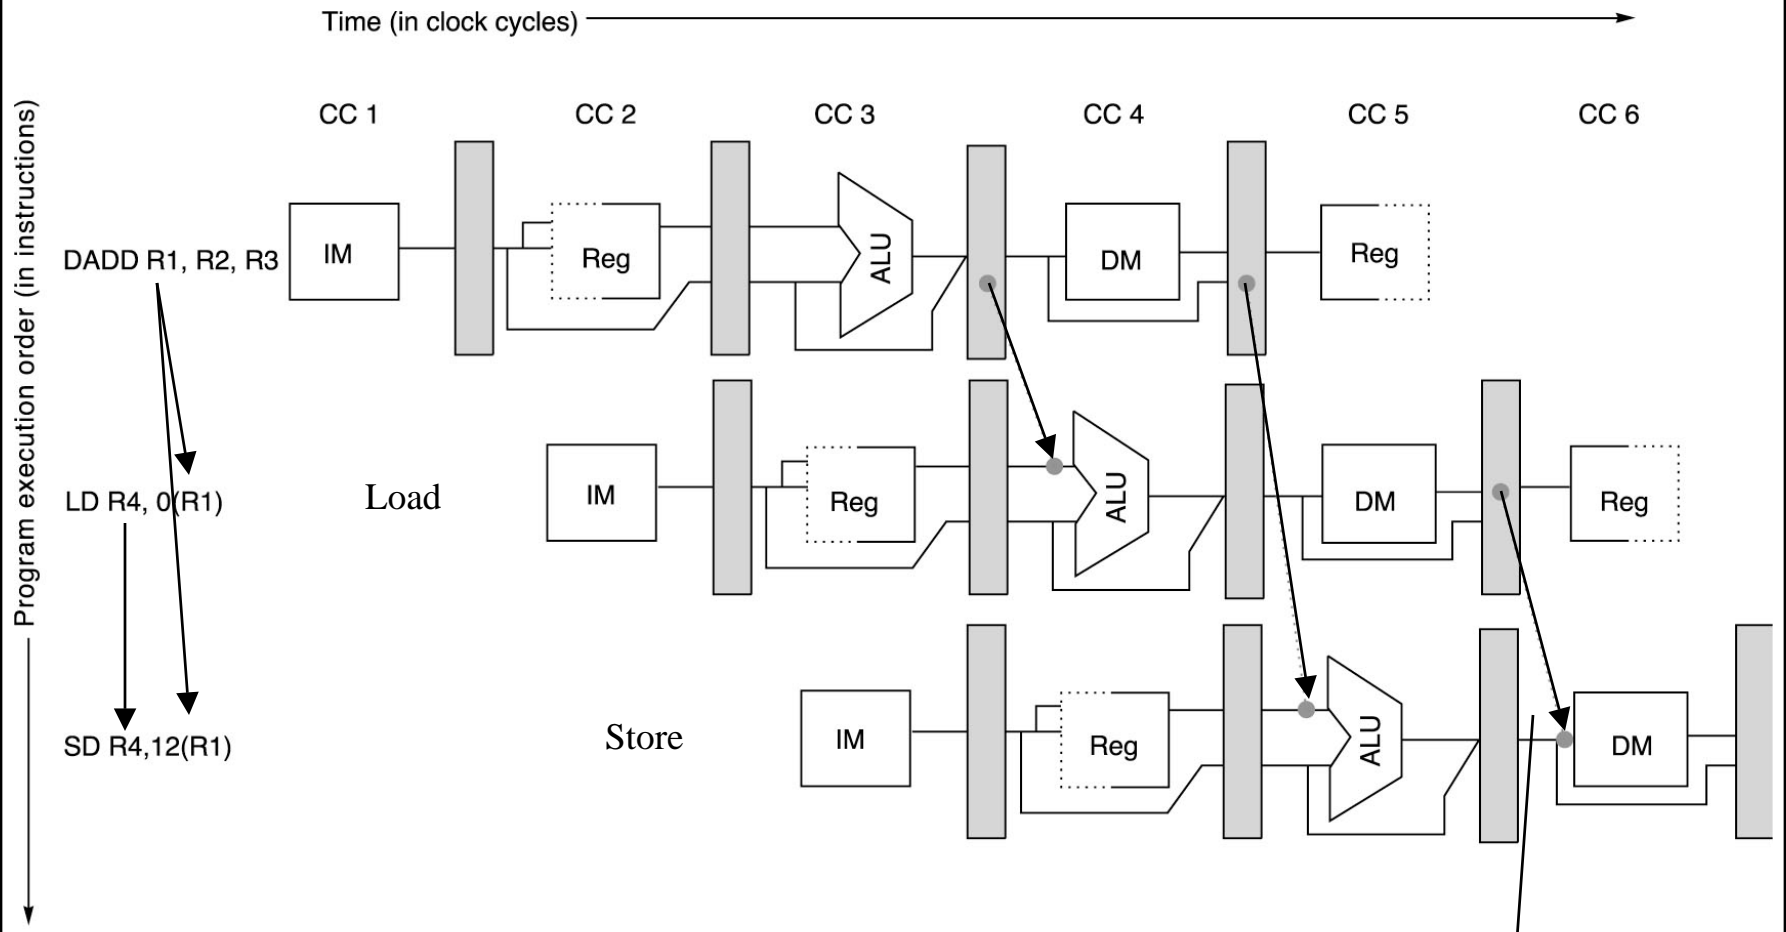 Time (in clock cycles)
CC 1 CC 2 CC 3 CC 4 CC 5 CC 6
Program execution order (in instructions)
DADD R1, R2, R3 IM Reg ALU DM Reg
LD R4, 0(R1) Load IM Reg ALU DM Reg
SD R4,12(R1) Store IM Reg ALU DM